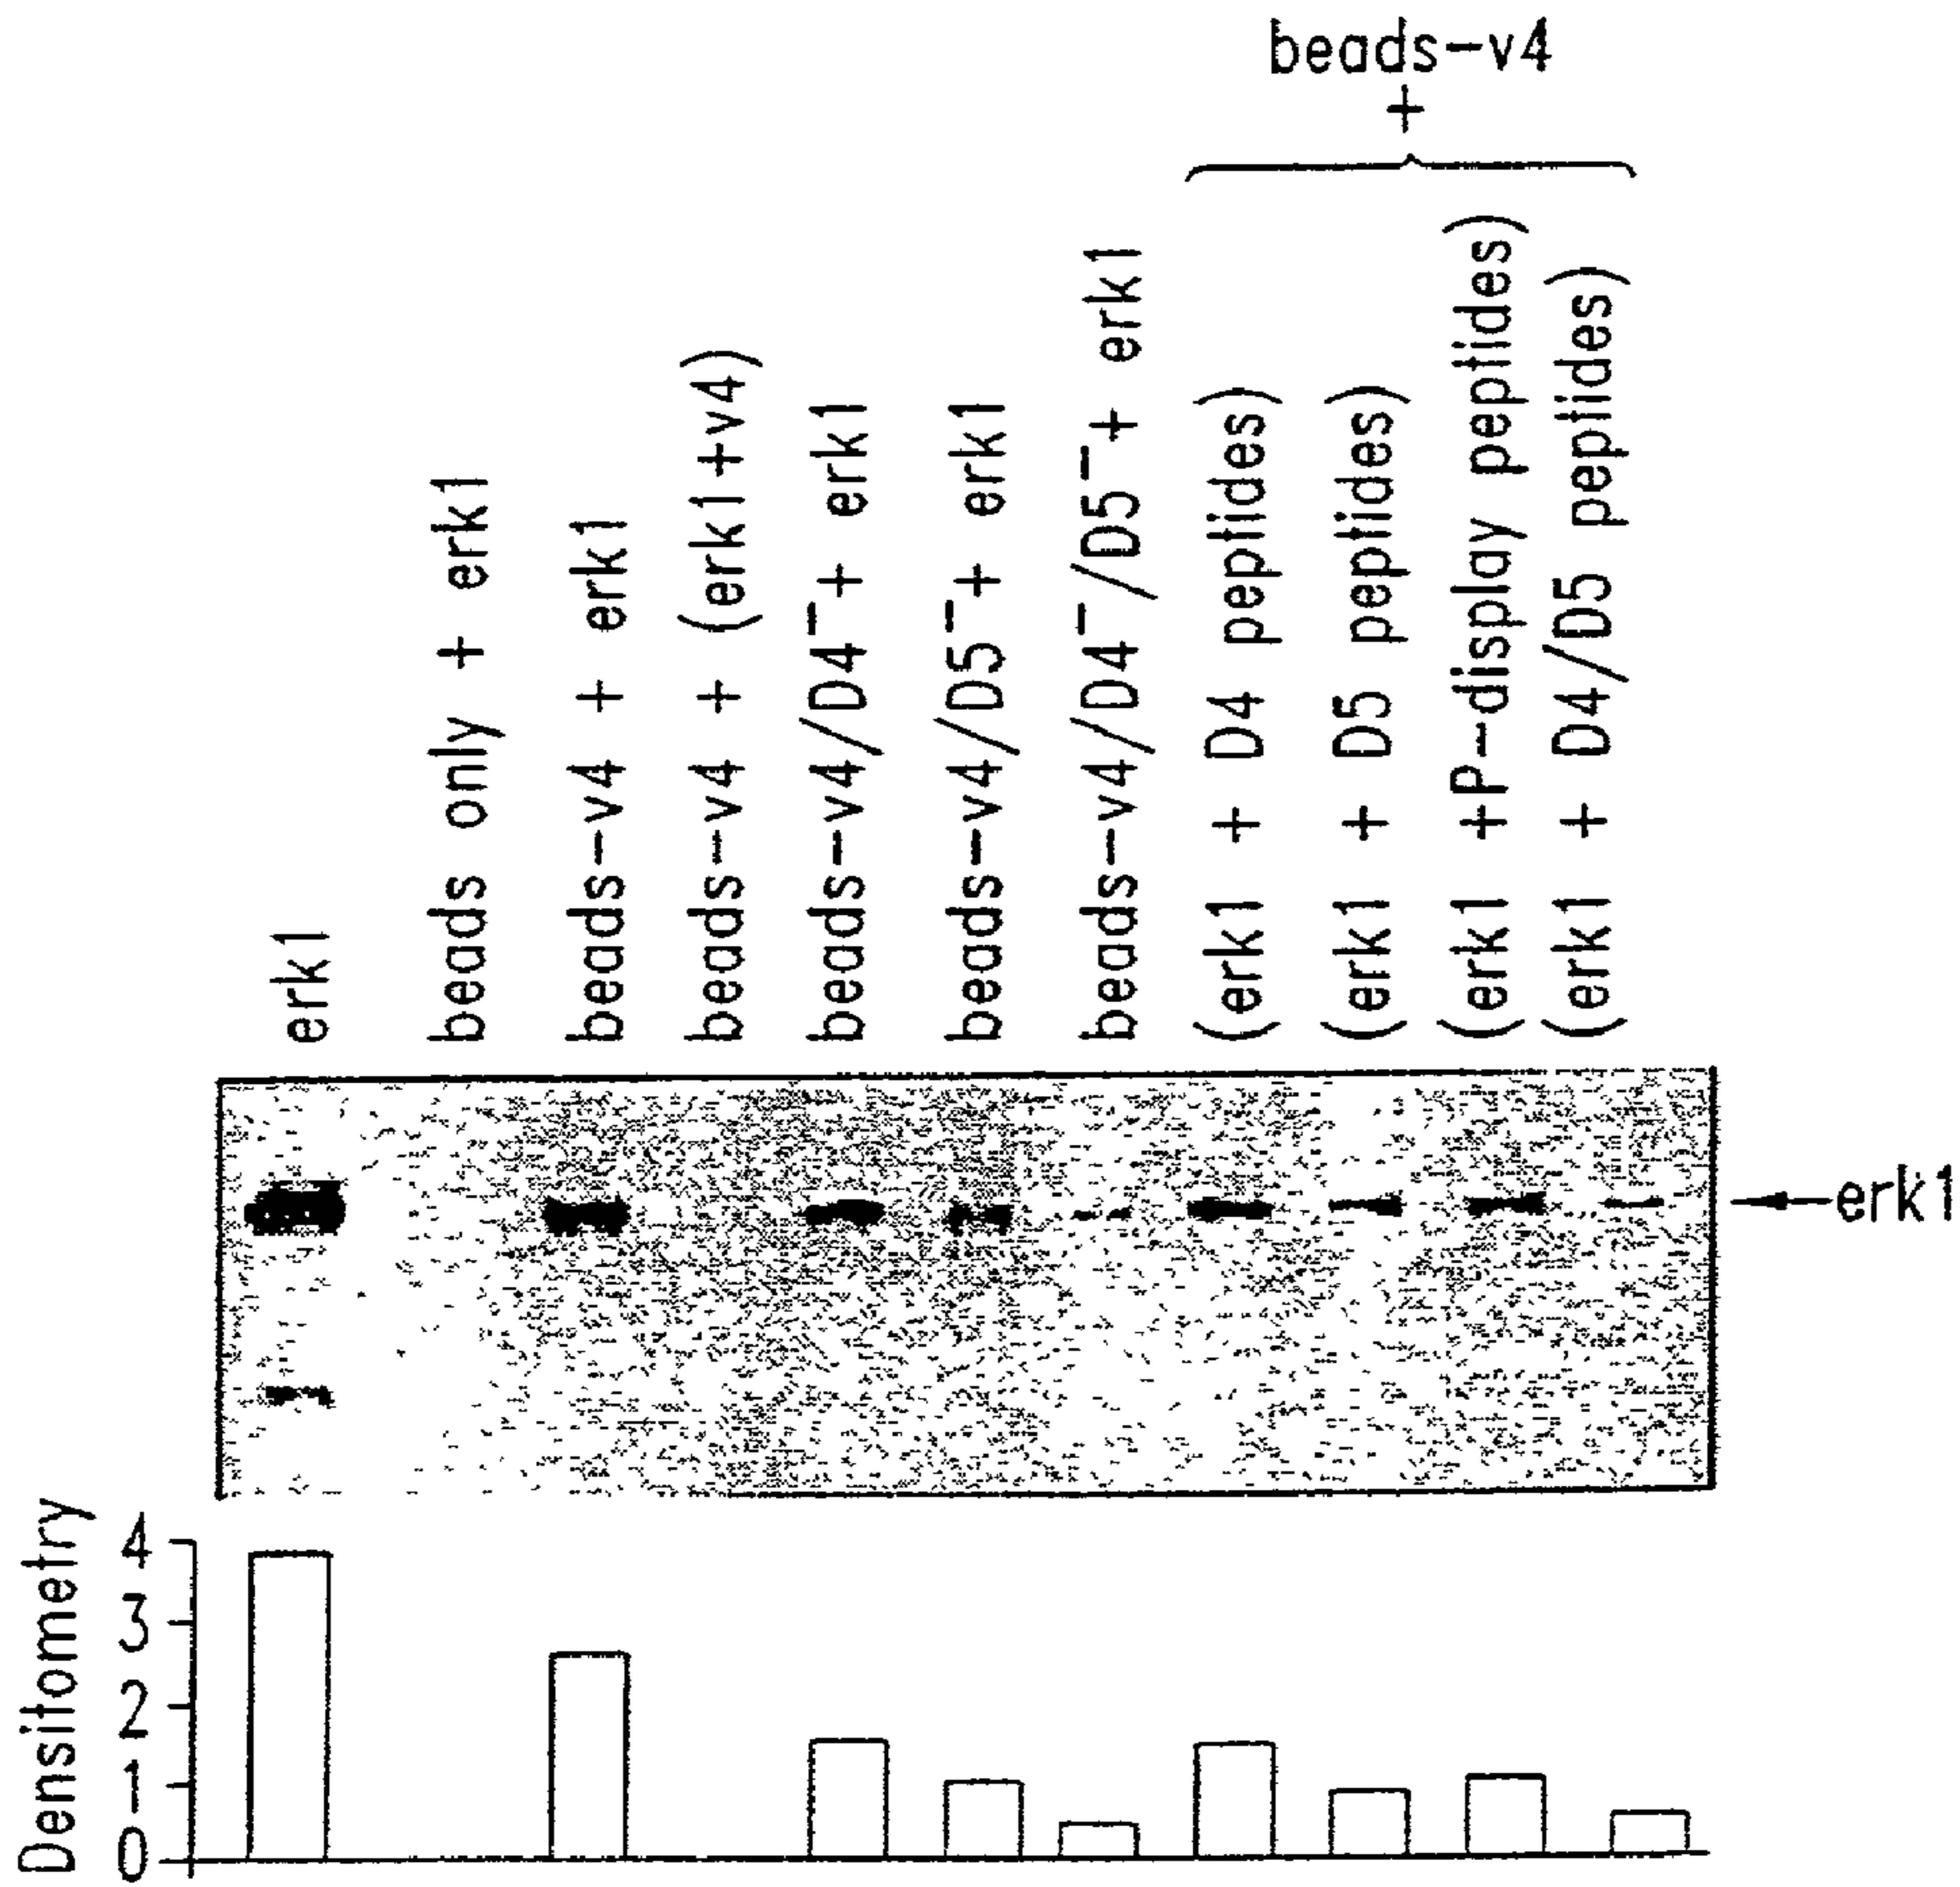 beads-v4
+
erk1
beads only + erk1
beads-v4 + erk1
beads-v4 + (erk1+v4)
beads-v4/D4⁻+ erk1
beads-v4/D5⁻+ erk1
beads-v4/D4⁻/D5⁻+ erk1
(erk1 + D4 peptides)
(erk1 + D5 peptides)
(erk1 +P-display peptides)
(erk1 + D4/D5 peptides)
erk1
Densitometry
4
3
2
1
0